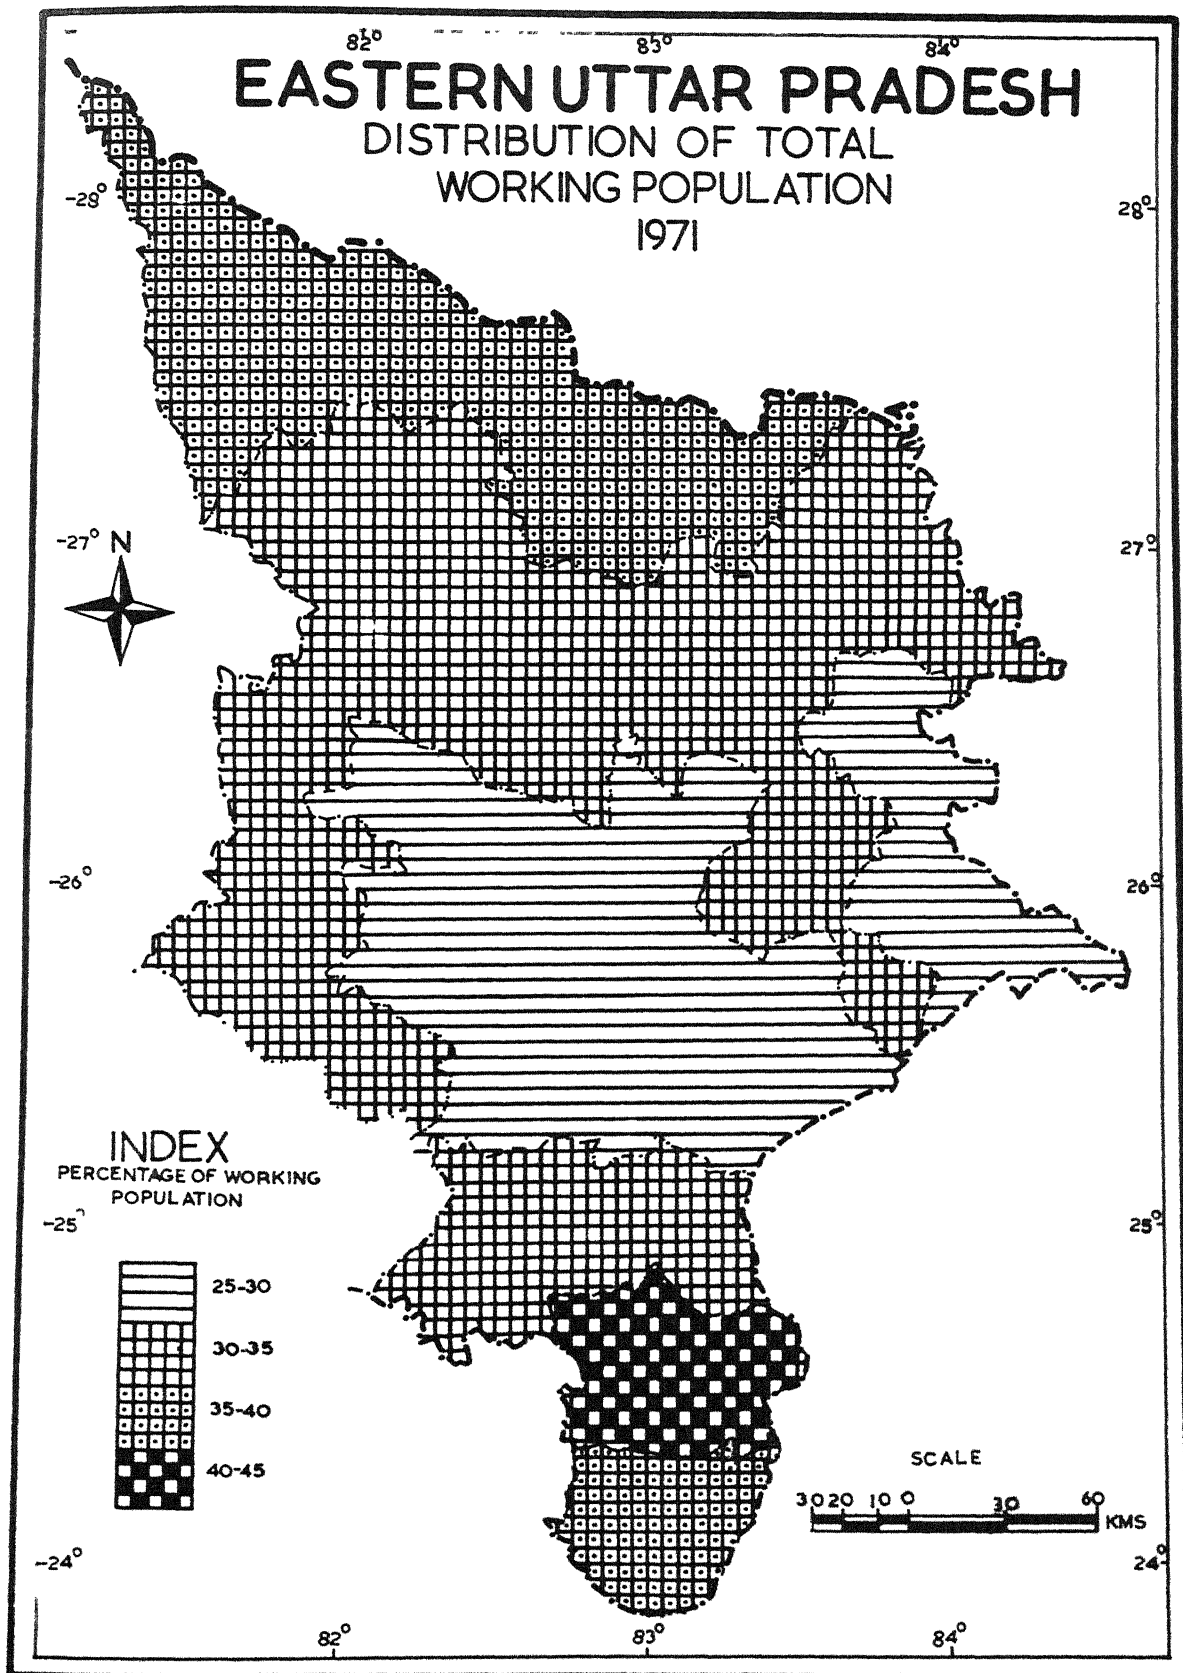 82° 83° 84°
EASTERN UTTAR PRADESH
DISTRIBUTION OF TOTAL
WORKING POPULATION
1971
-28° 28°
-27° N 27°
-26° 26°
INDEX
PERCENTAGE OF WORKING
POPULATION
-25° 25°
25-30
30-35
35-40
40-45
SCALE
30 20 10 0 30 60
KMS
-24° 24°
82° 83° 84°